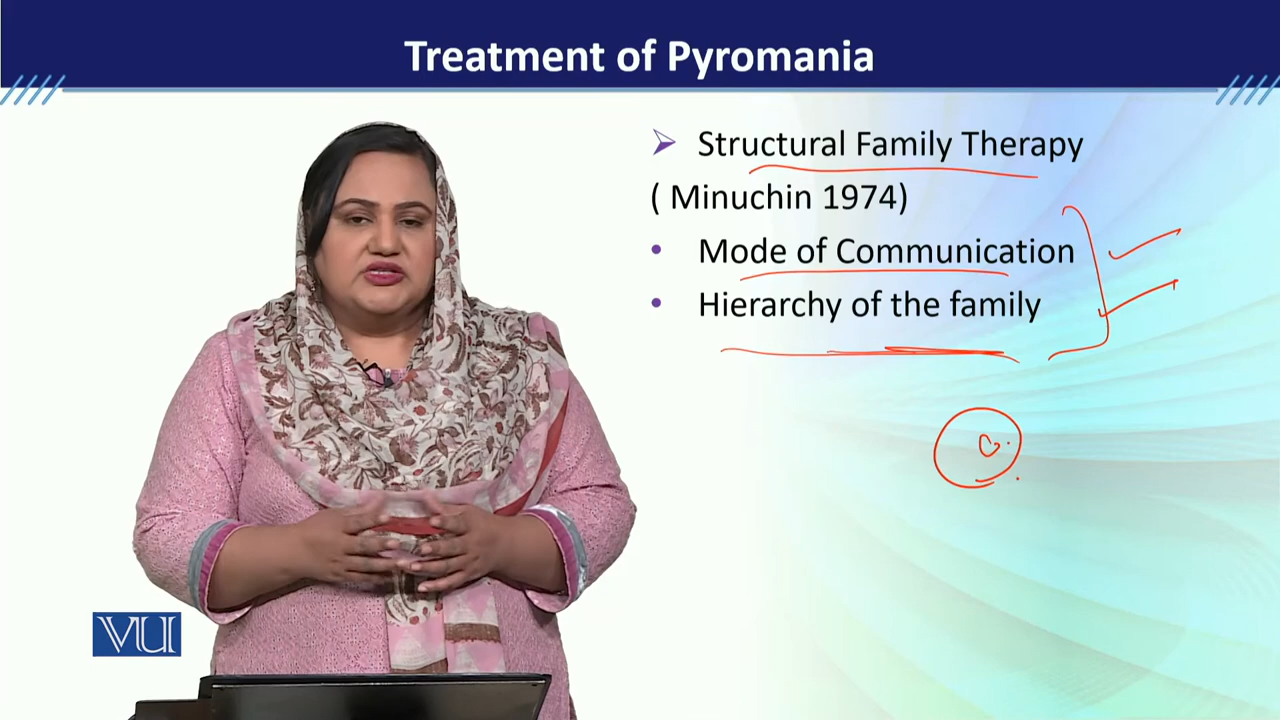 Treatment of Pyromania
Structural Family Therapy
( Minuchin 1974)
Mode of Communication
Hierarchy of the family
VU